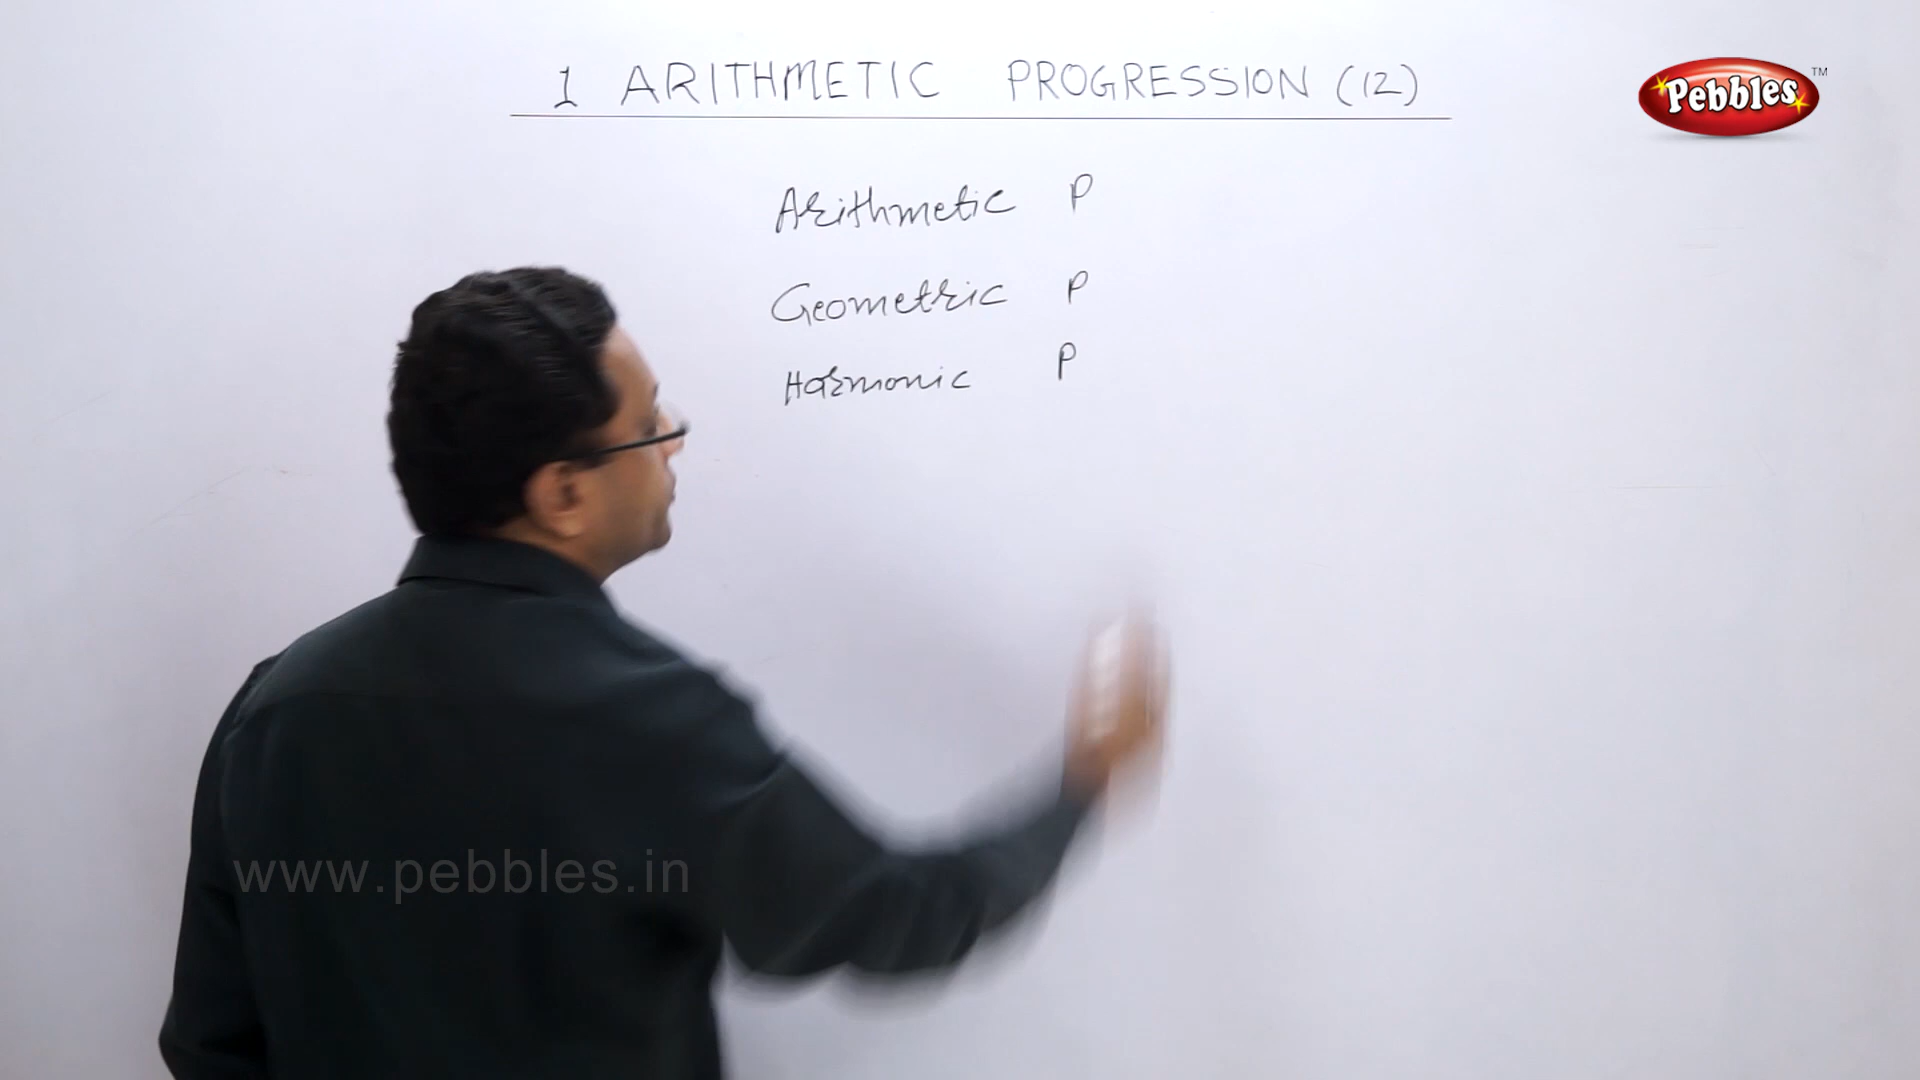 1 ARITHMETIC PROGRESSION (12)
Pebbles TM
Arithmetic P
Geometric P
Harmonic P
www.pebbles.in